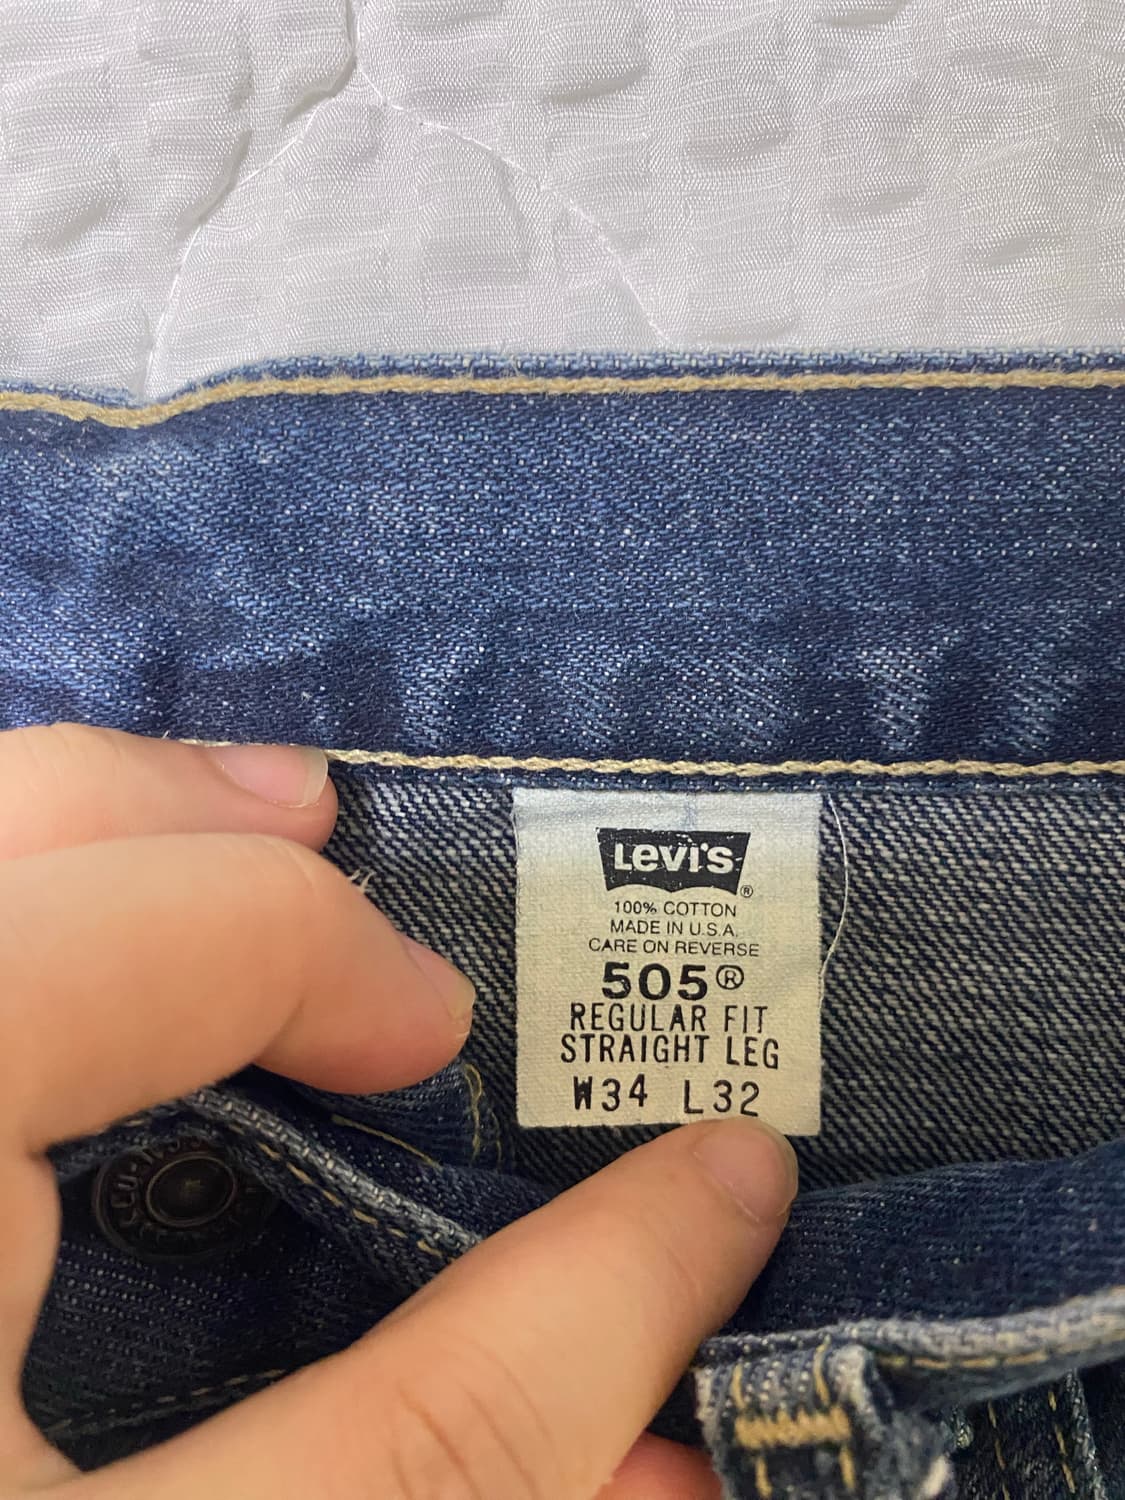 LEVI'S®
100% COTTON
MADE IN U.S.A.
CARE ON REVERSE
505®
REGULAR FIT
STRAIGHT LEG
W34 L32